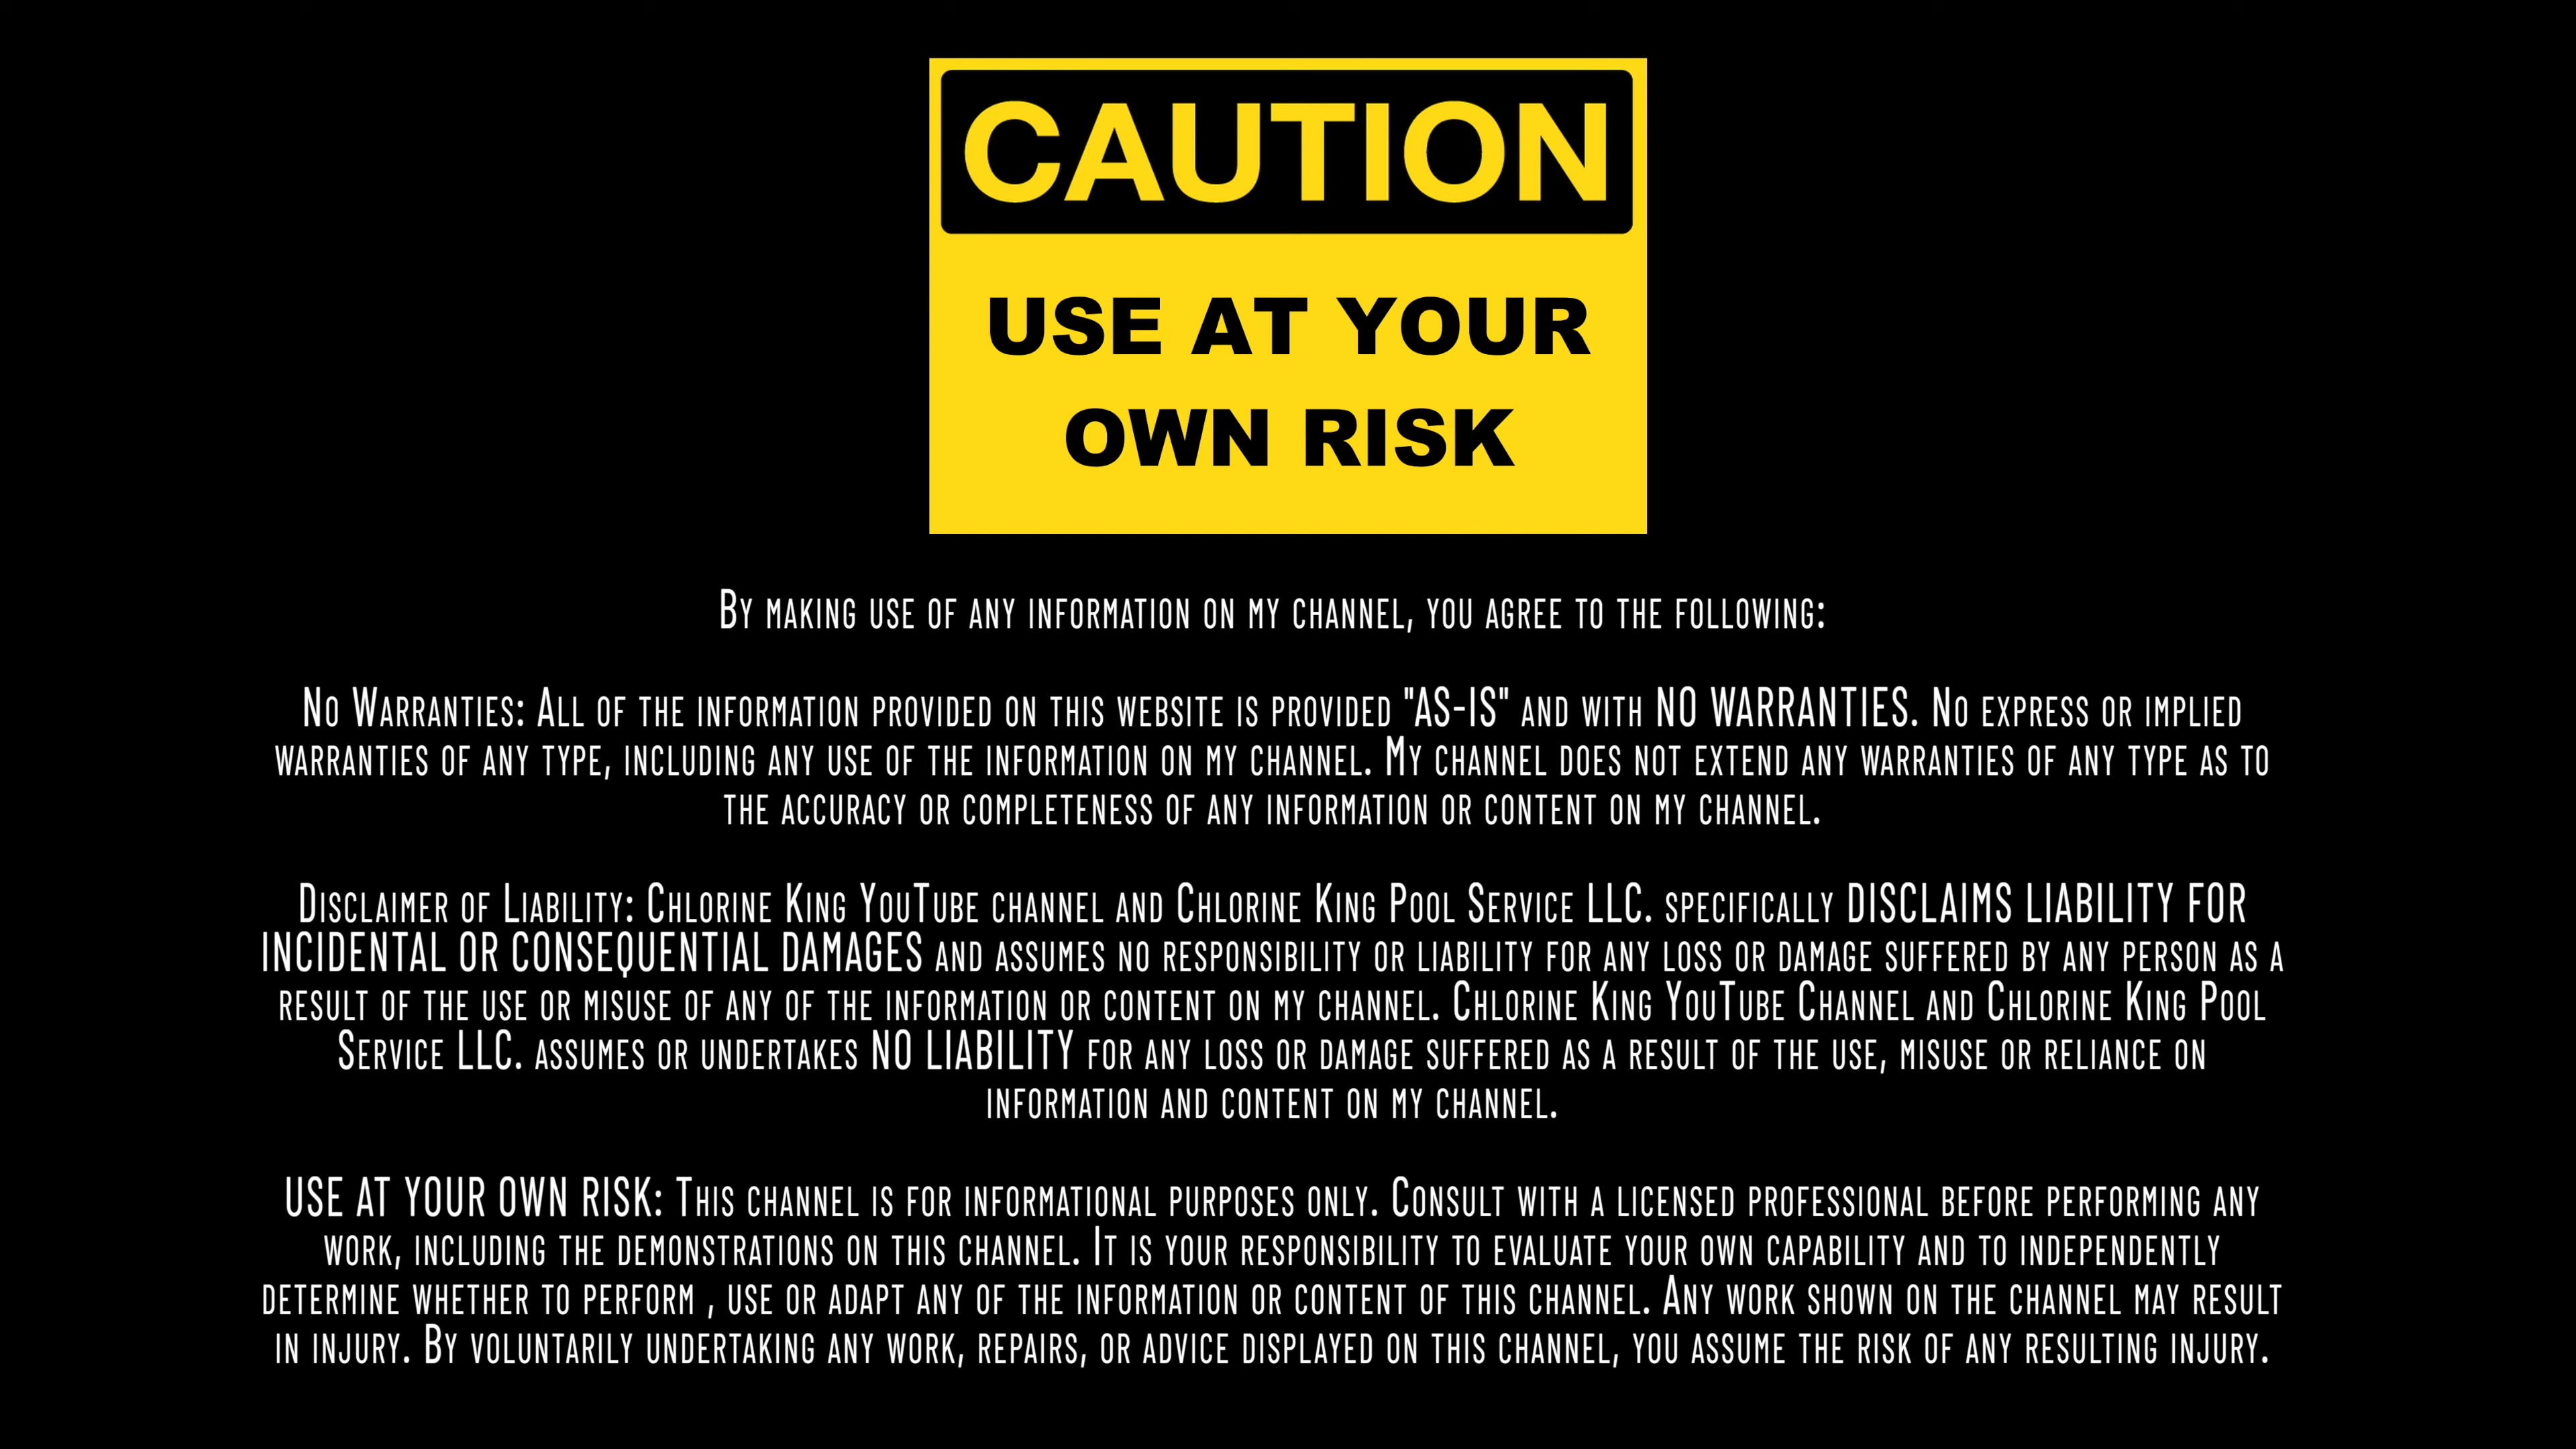 CAUTION
USE AT YOUR
OWN RISK
By making use of any information on my channel, you agree to the following:
No Warranties: All of the information provided on this website is provided "AS-IS" and with NO WARRANTIES. No express or implied
warranties of any type, including any use of the information on my channel. My channel does not extend any warranties of any type as to
the accuracy or completeness of any information or content on my channel.
Disclaimer of Liability: Chlorine King YouTube channel and Chlorine King Pool Service LLC. specifically DISCLAIMS LIABILITY FOR
INCIDENTAL OR CONSEQUENTIAL DAMAGES and assumes no responsibility or liability for any loss or damage suffered by any person as a
result of the use or misuse of any of the information or content on my channel. Chlorine King YouTube Channel and Chlorine King Pool
Service LLC. assumes or undertakes NO LIABILITY for any loss or damage suffered as a result of the use, misuse or reliance on
information and content on my channel.
USE AT YOUR OWN RISK: This channel is for informational purposes only. Consult with a licensed professional before performing any
work, including the demonstrations on this channel. It is your responsibility to evaluate your own capability and to independently
determine whether to perform , use or adapt any of the information or content of this channel. Any work shown on the channel may result
in injury. By voluntarily undertaking any work, repairs, or advice displayed on this channel, you assume the risk of any resulting injury.